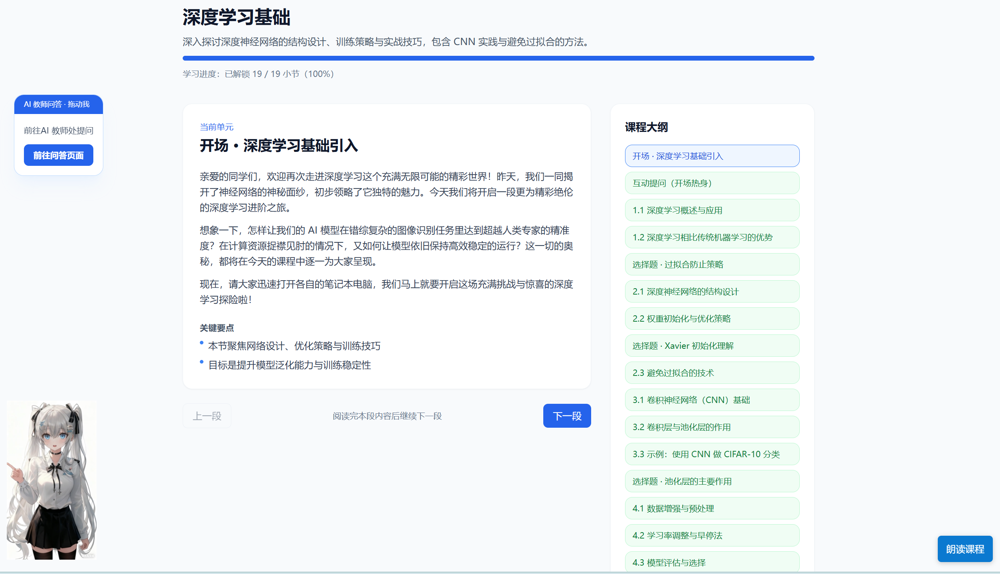 深度学习基础
深入探讨深度神经网络的结构设计、训练策略与实战技巧，包含 CNN 实践与避免过拟合的方法。
学习进度：已解锁 19 / 19 小节（100%）
AI 教师问答 · 拖动我
前往AI 教师处提问
前往问答页面
当前单元
开场 · 深度学习基础引入
亲爱的同学们，欢迎再次走进深度学习这个充满无限可能的精彩世界！昨天，我们一同揭
开了神经网络的神秘面纱，初步领略了它独特的魅力。今天我们将开启一段更为精彩绝伦
的深度学习进阶之旅。
想象一下，怎样让我们的 AI 模型在错综复杂的图像识别任务里达到超越人类专家的精准
度？在计算资源捉襟见肘的情况下，又如何让模型依旧保持高效稳定的运行？这一切的奥
秘，都将在今天的课程中逐一为大家呈现。
现在，请大家迅速打开各自的笔记本电脑，我们马上就要开启这场充满挑战与惊喜的深度
学习探险啦！
关键要点
本节聚焦网络设计、优化策略与训练技巧
目标是提升模型泛化能力与训练稳定性
上一段
阅读完本段内容后继续下一段
下一段
课程大纲
开场 · 深度学习基础引入
互动提问（开场热身）
1.1 深度学习概述与应用
1.2 深度学习相比传统机器学习的优势
选择题 · 过拟合防止策略
2.1 深度神经网络的结构设计
2.2 权重初始化与优化策略
选择题 · Xavier 初始化理解
2.3 避免过拟合的技术
3.1 卷积神经网络（CNN）基础
3.2 卷积层与池化层的作用
3.3 示例：使用 CNN 做 CIFAR-10 分类
选择题 · 池化层的主要作用
4.1 数据增强与预处理
4.2 学习率调整与早停法
4.3 模型评估与选择
朗读课程